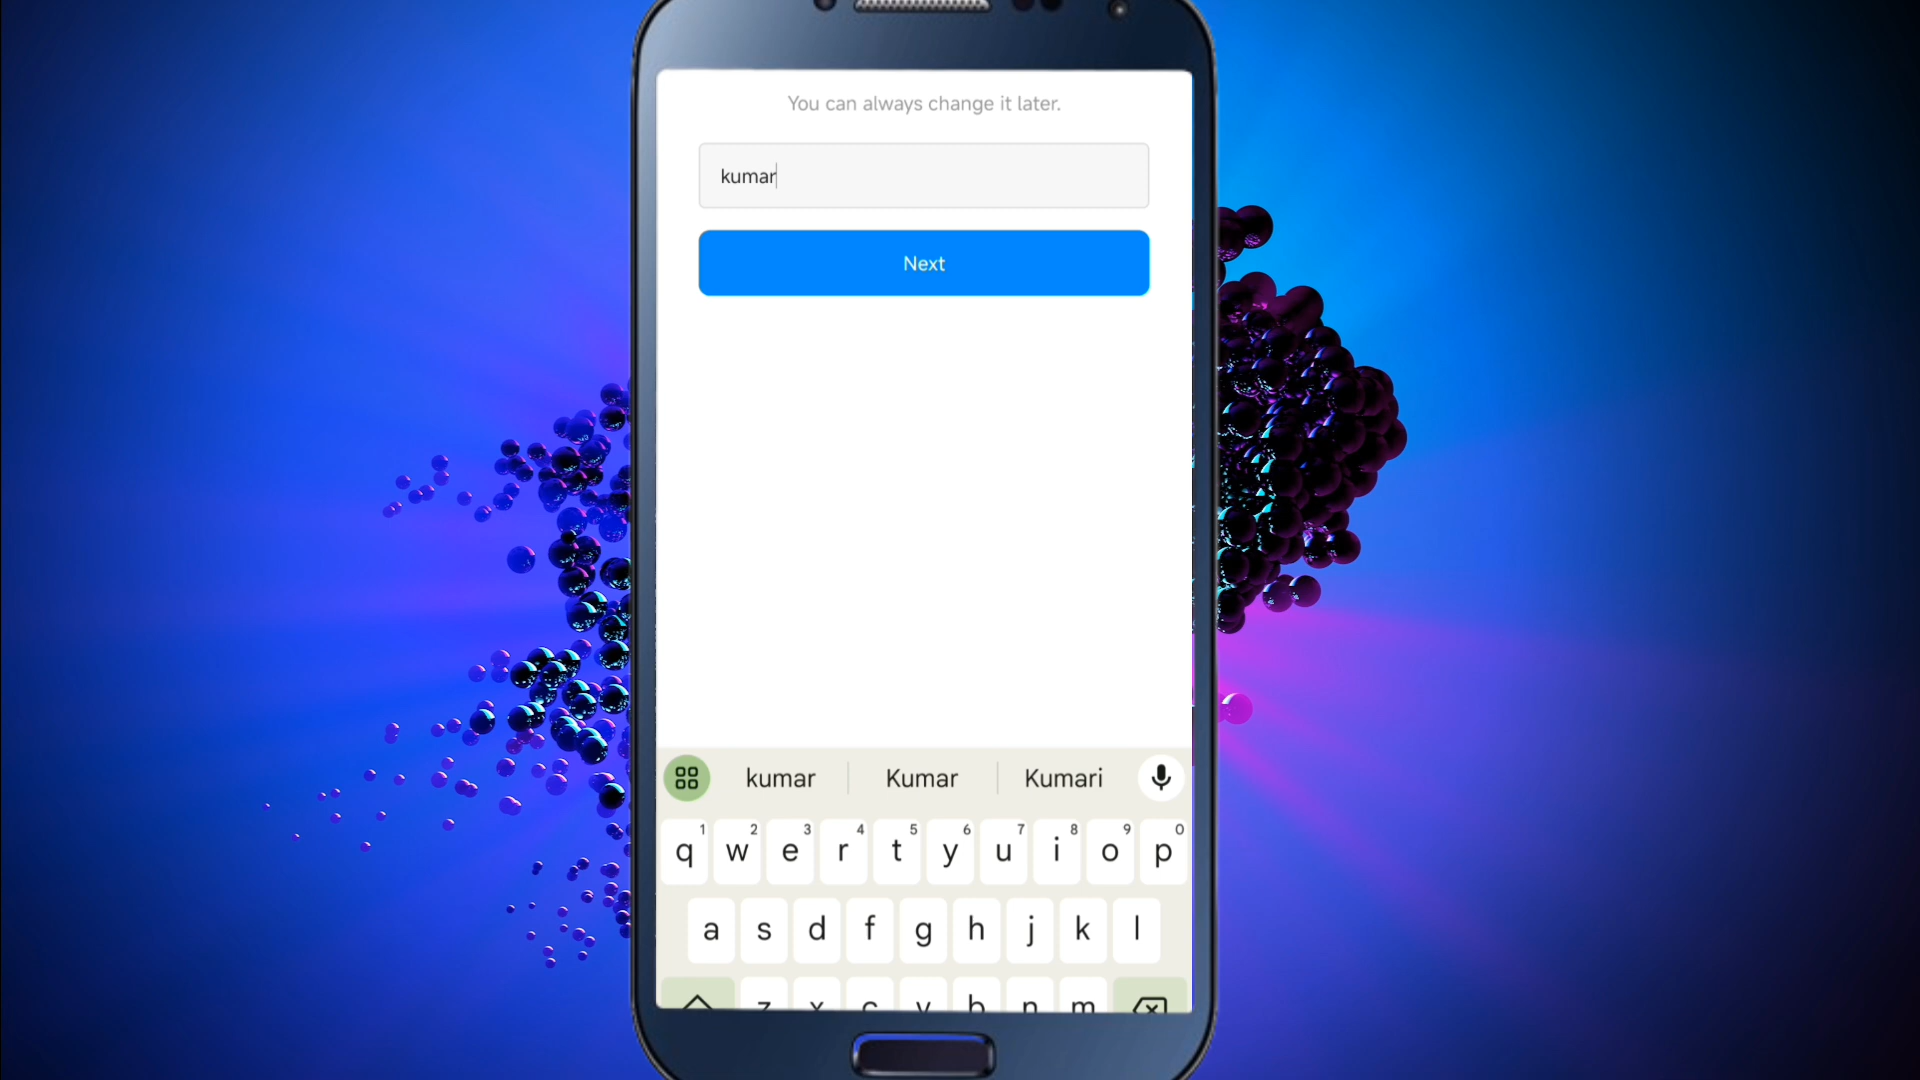 You can always change it later.
kumar
Next
kumar Kumar Kumari
1 2 3 4 5 6 7 8 9 0
q w e r t y u i o p
a s d f g h j k l
z x c v b n m